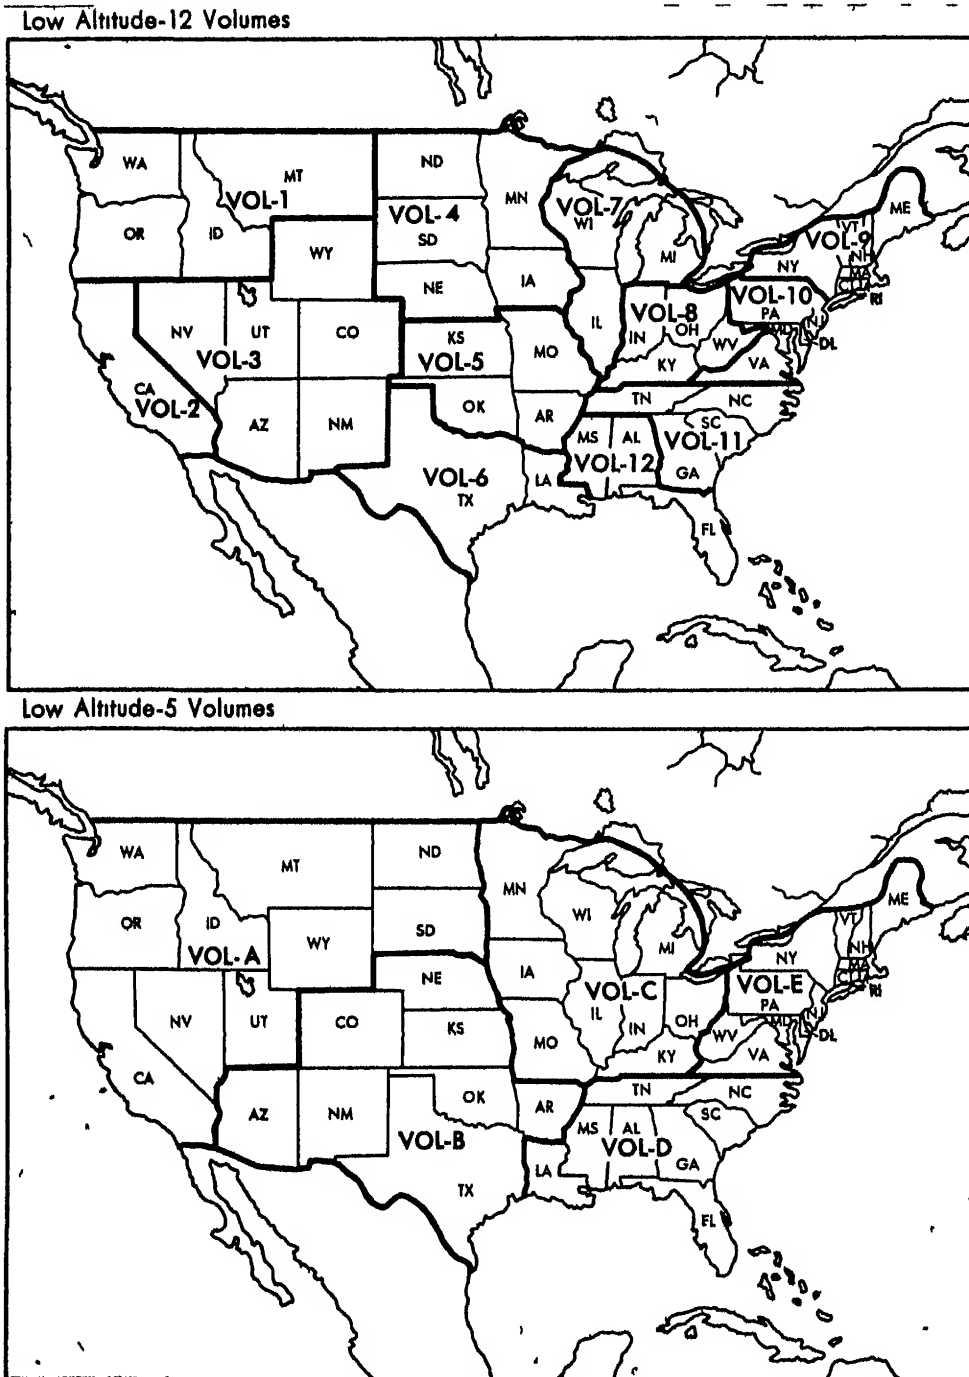 Low Altitude-12 Volumes
WA
MT
ND
MN
VOL-1
VOL-4
VOL-7
WI
ME
OR
ID
SD
MI
VT
VOL-9
NH
WY
NE
IA
NY
MA
CT
RI
VOL-10
PA
NV
UT
CO
KS
IL
VOL-8
IN
OH
NJ
MD
DL
VOL-3
VOL-5
MO
WV
VA
KY
CA
VOL-2
AZ
NM
OK
AR
TN
NC
SC
MS
AL
VOL-11
VOL-12
GA
VOL-6
TX
LA
FL
Low Altitude-5 Volumes
WA
MT
ND
MN
ME
OR
ID
SD
WI
MI
VT
NH
VOL-A
WY
NE
IA
NY
MA
CT
RI
VOL-C
VOL-E
PA
NV
UT
CO
KS
IL
IN
OH
NJ
MD
DL
MO
WV
VA
KY
CA
AZ
NM
OK
AR
TN
NC
SC
VOL-B
MS
AL
VOL-D
GA
TX
LA
FL